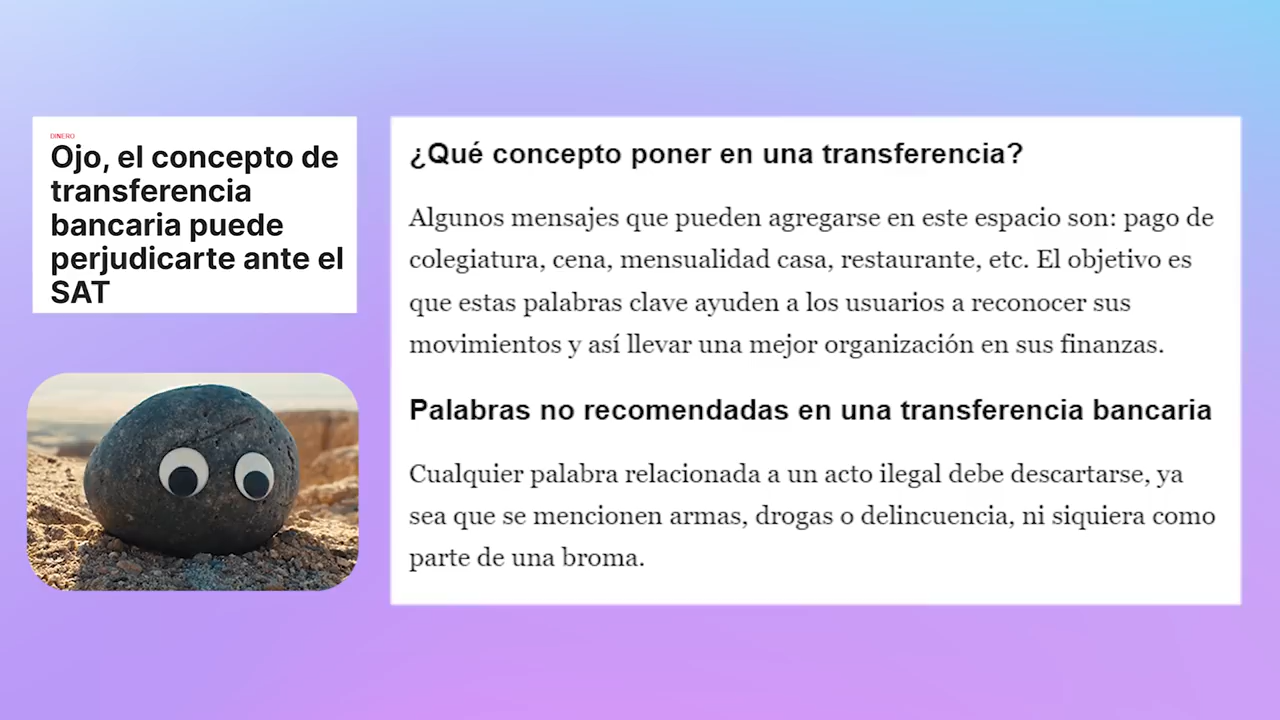 DINERO
Ojo, el concepto de
transferencia
bancaria puede
perjudicarte ante el
SAT
¿Qué concepto poner en una transferencia?
Algunos mensajes que pueden agregarse en este espacio son: pago de
colegiatura, cena, mensualidad casa, restaurante, etc. El objetivo es
que estas palabras clave ayuden a los usuarios a reconocer sus
movimientos y así llevar una mejor organización en sus finanzas.
Palabras no recomendadas en una transferencia bancaria
Cualquier palabra relacionada a un acto ilegal debe descartarse, ya
sea que se mencionen armas, drogas o delincuencia, ni siquiera como
parte de una broma.